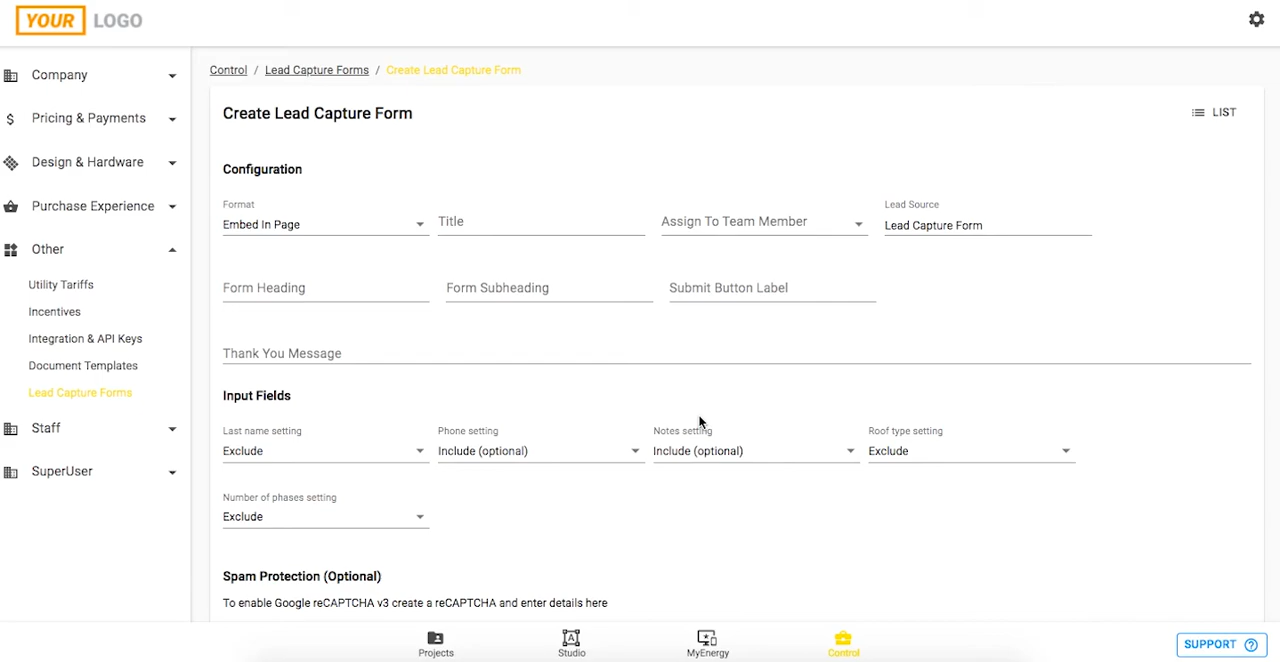 YOUR LOGO
Company
Pricing & Payments
Design & Hardware
Purchase Experience
Other
Utility Tariffs
Incentives
Integration & API Keys
Document Templates
Lead Capture Forms
Staff
SuperUser
Control / Lead Capture Forms / Create Lead Capture Form
Create Lead Capture Form
LIST
Configuration
Format
Embed In Page
Title
Assign To Team Member
Lead Source
Lead Capture Form
Form Heading
Form Subheading
Submit Button Label
Thank You Message
Input Fields
Last name setting
Exclude
Phone setting
Include (optional)
Notes setting
Include (optional)
Roof type setting
Exclude
Number of phases setting
Exclude
Spam Protection (Optional)
To enable Google reCAPTCHA v3 create a reCAPTCHA and enter details here
Projects
Studio
MyEnergy
Control
SUPPORT